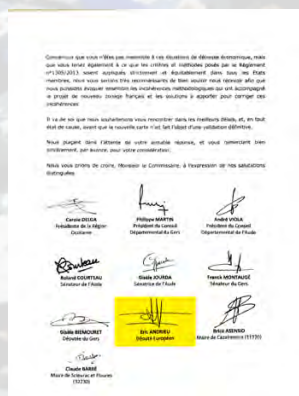 Conscients que vous n'êtes pas insensible à ces situations de détresse économique, mais
que vous tenez également à ce que les critères et méthodes posés par le Règlement
n°1305/2013 soient appliqués strictement et équitablement dans tous les États
membres, nous vous serions très reconnaissants de bien vouloir nous recevoir afin que
nous puissions évoquer ensemble les incohérences méthodologiques qui ont accompagné
le projet de nouveau zonage français et les solutions à apporter pour corriger ces
incohérences.
Il va de soi que nous souhaiterions vous rencontrer dans les meilleurs délais, et, en tout
état de cause, avant que la nouvelle carte n'ait fait l'objet d'une validation définitive.
Nous plaçant dans l'attente de votre aimable réponse, et vous remerciant bien
sincèrement, par avance, pour votre considération.
Nous vous prions de croire, Monsieur le Commissaire, à l'expression de nos salutations
distinguées
Carole DELGA
Présidente de la Région
Occitanie
Philippe MARTIN
Président du Conseil
Départemental du Gers
André VIOLA
Président du Conseil
Départemental de l'Aude
Roland COURTEAU
Sénateur de l'Aude
Gisèle JOURDA
Sénatrice de l'Aude
Franck MONTAUGÉ
Sénateur du Gers
Gisèle BIEMOURET
Députée du Gers
Eric ANDRIEU
Député Européen
Brice ASENSIO
Maire de
Claude BARBÉ
Maire de Sciourac et Flourès
(32230)